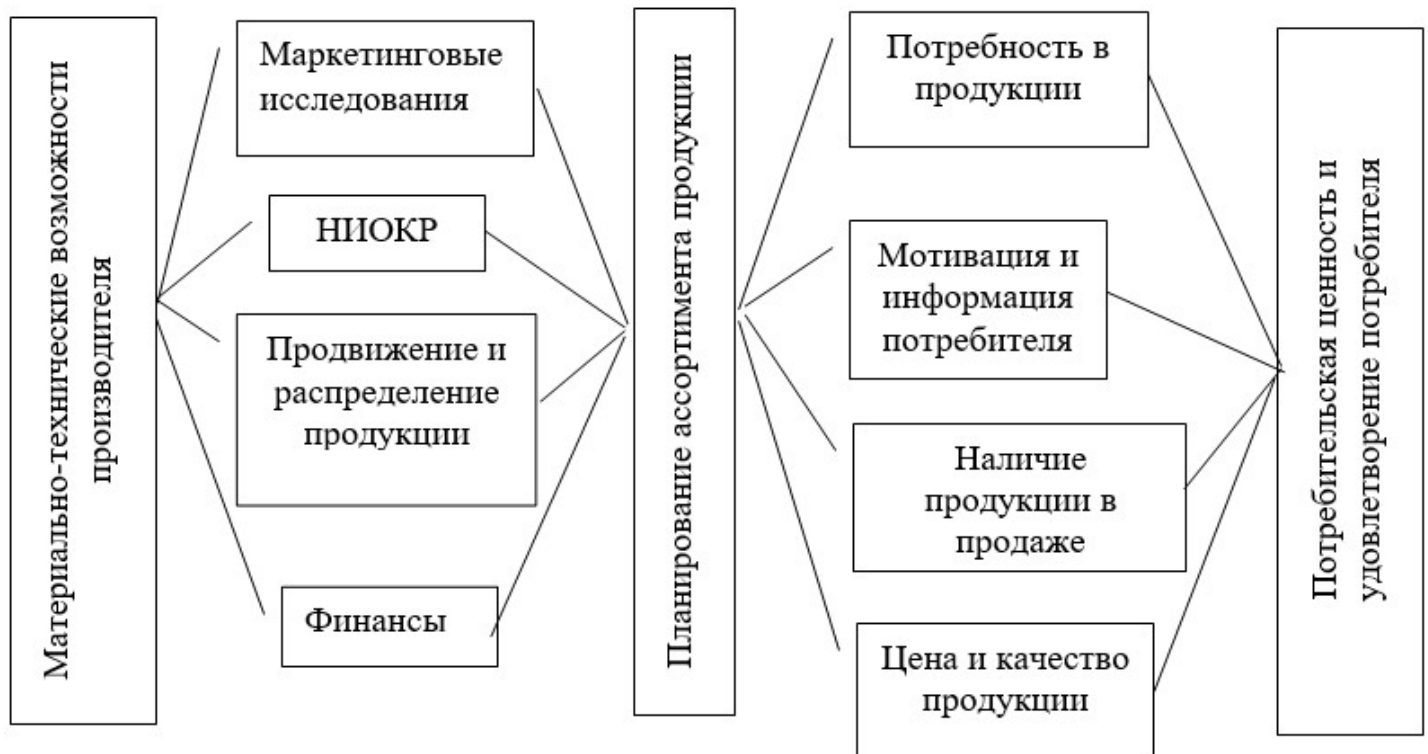 Материально-технические возможности
производителя
Маркетинговые
исследования
НИОКР
Продвижение и
распределение
продукции
Финансы
Планирование ассортимента продукции
Потребность в
продукции
Мотивация и
информация
потребителя
Наличие
продукции в
продаже
Цена и качество
продукции
Потребительская ценность и
удовлетворение потребителя